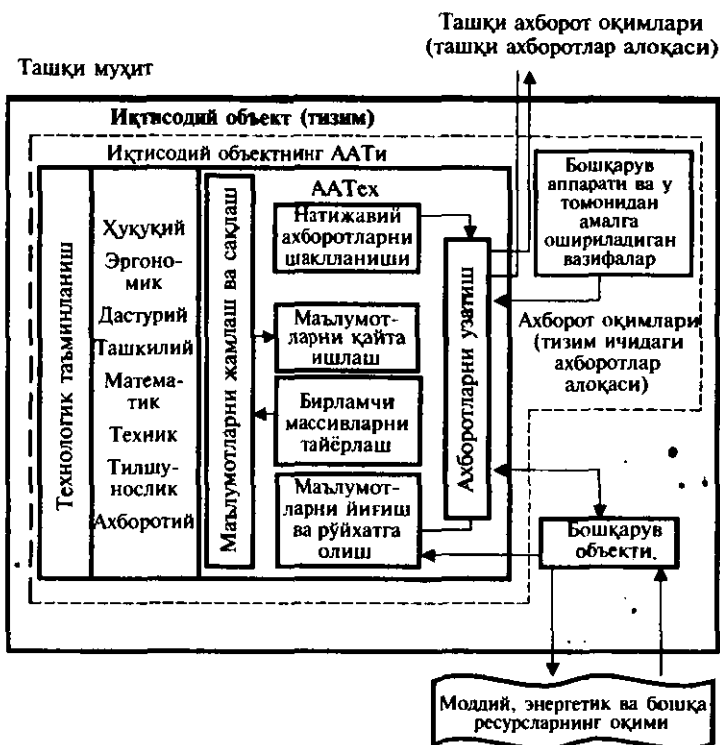 Ташқи ахборот оқимлари
(ташқи ахборотлар алоқаси)
Ташқи муҳит
Иқтисодий объект (тизим)
Иқтисодий объектнинг ААТи
Технологик таъминланиш
Ҳуқуқий
Эргоно-
мик
Дастурий
Ташкилий
Матема-
тик
Техник
Тилшу-
нослик
Ахборотий
Маълумотларни жамлаш ва сақлаш
ААТех
Натижавий
ахборотларни
шаклланиши
Маълумот-
ларни қайта
ишлаш
Бирламчи
массивларни
тайёрлаш
Маълумот-
ларни йиғиш
ва рўйхатга
олиш
Ахборотларни узатиш
Бошқарув
аппарати ва у
томонидан
амалга
ошириладиган
вазифалар
Ахборот оқимлари
(тизим ичидаги
ахборотлар
алоқаси)
Бошқарув
объекти.
Моддий, энергетик ва бошқа
ресурсларнинг оқими